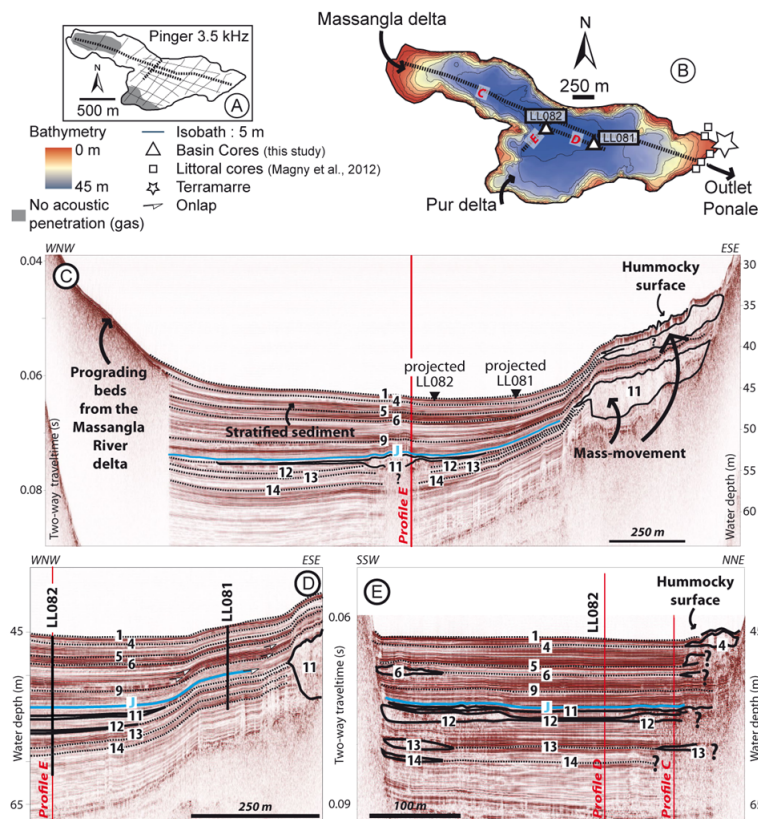 Pinger 3.5 kHz
N
500 m
A
Massangla delta
N
250 m
B
LL082
LL081
C
E
D
Pur delta
Outlet
Ponale
Bathymetry
0 m
45 m
Isobath : 5 m
Basin Cores (this study)
Littoral cores (Magny et al., 2012)
Terramarre
Onlap
No acoustic
penetration (gas)
WNW
ESE
C
0.04
0.06
0.08
Two-way traveltime (s)
30
35
40
45
50
55
60
Water depth (m)
Hummocky
surface
?
projected
LL082
projected
LL081
Prograding
beds
from the
Massangla
River
delta
Stratified sediment
1
4
5
6
9
J
11
12
13
14
?
12
13
14
?
11
Mass-movement
Profile E
250 m
WNW
ESE
D
LL082
LL081
45
65
Water depth (m)
1
4
5
6
9
J
11
12
13
14
11
Profile E
250 m
SSW
NNE
E
LL082
Hummocky
surface
0.06
0.09
Two-way traveltime (s)
45
65
Water depth (m)
1
4
4
5
6
6
?
?
9
J
11
12
12
12
?
13
13
13
?
14
14
?
Profile D
Profile C
100 m